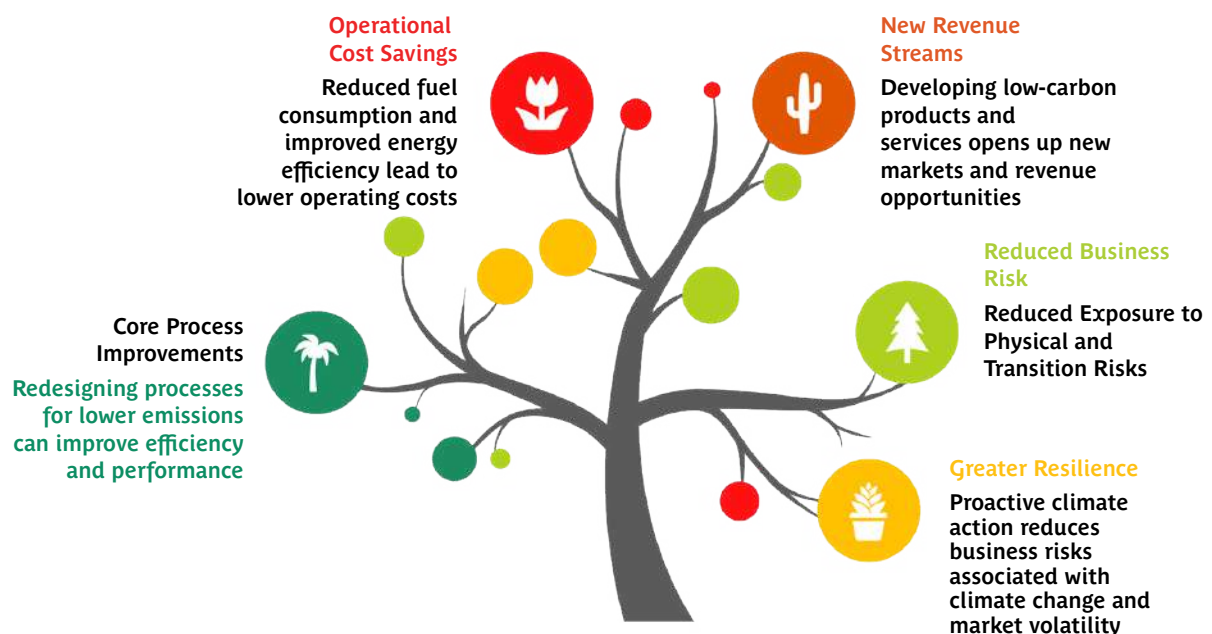 Operational
Cost Savings
Reduced fuel
consumption and
improved energy
efficiency lead to
lower operating costs
New Revenue
Streams
Developing low-carbon
products and
services opens up new
markets and revenue
opportunities
Reduced Business
Risk
Reduced Exposure to
Physical and
Transition Risks
Core Process
Improvements
Redesigning processes
for lower emissions
can improve efficiency
and performance
Greater Resilience
Proactive climate
action reduces
business risks
associated with
climate change and
market volatility